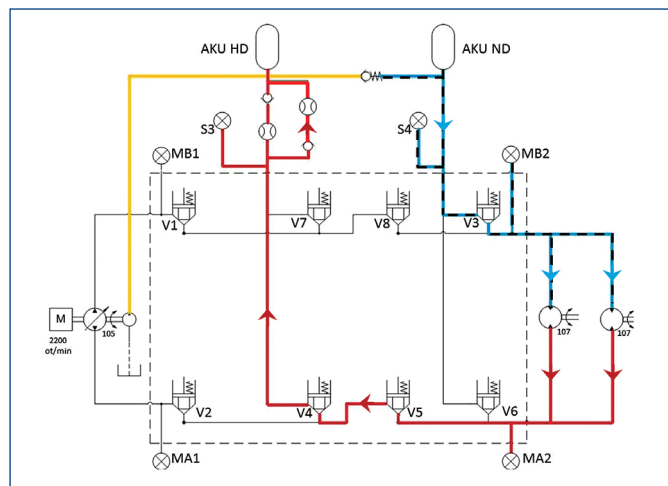 AKU HD
AKU ND
S3
S4
MB1
MB2
V1
V7
V8
V3
M
105
2200
ot/min
107
107
V2
V4
V5
V6
MA1
MA2